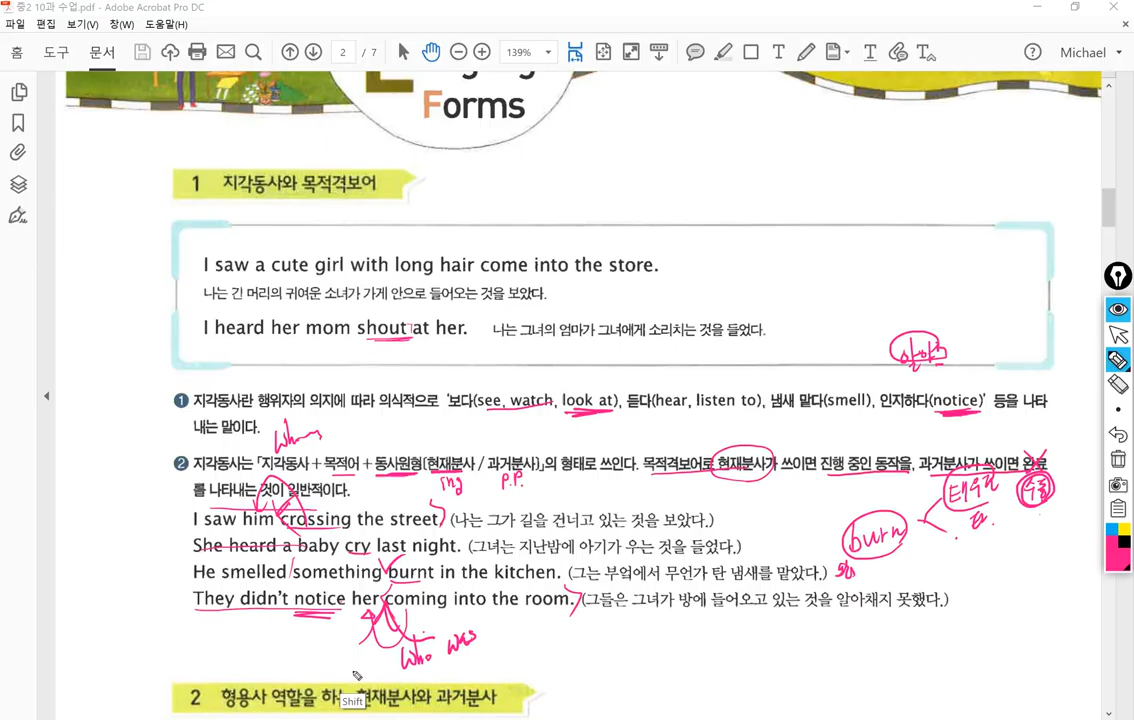 중2 10과 수업.pdf - Adobe Acrobat Pro DC
파일 편집 보기(V) 창(W) 도움말(H)
홈 도구 문서 2 / 7 139% Michael
Forms
1 지각동사와 목적격보어
I saw a cute girl with long hair come into the store.
나는 긴 머리의 귀여운 소녀가 가게 안으로 들어오는 것을 보았다.
I heard her mom shout at her. 나는 그녀의 엄마가 그녀에게 소리치는 것을 들었다.
❶ 지각동사란 행위자의 의지에 따라 의식적으로 '보다(see, watch, look at), 듣다(hear, listen to), 냄새 맡다(smell), 인지하다(notice)' 등을 나타
내는 말이다.
❷ 지각동사는 「지각동사+목적어+동사원형(현재분사 / 과거분사)」의 형태로 쓰인다. 목적격보어로 현재분사가 쓰이면 진행 중인 동작을, 과거분사가 쓰이면 완료
를 나타내는 것이 일반적이다.
ing p.p. 수동
I saw him crossing the street. (나는 그가 길을 건너고 있는 것을 보았다.)
burn
She heard a baby cry last night. (그녀는 지난밤에 아기가 우는 것을 들었다.)
He smelled something burnt in the kitchen. (그는 부엌에서 무언가 탄 냄새를 맡았다.)
They didn't notice her coming into the room. (그들은 그녀가 방에 들어오고 있는 것을 알아채지 못했다.)
who was
2 형용사 역할을 하는 현재분사와 과거분사
Shift